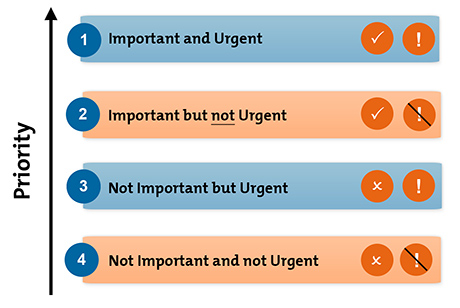 1 Important and Urgent !
2 Important but not Urgent !
3 Not Important but Urgent !
4 Not Important and not Urgent !
Priority